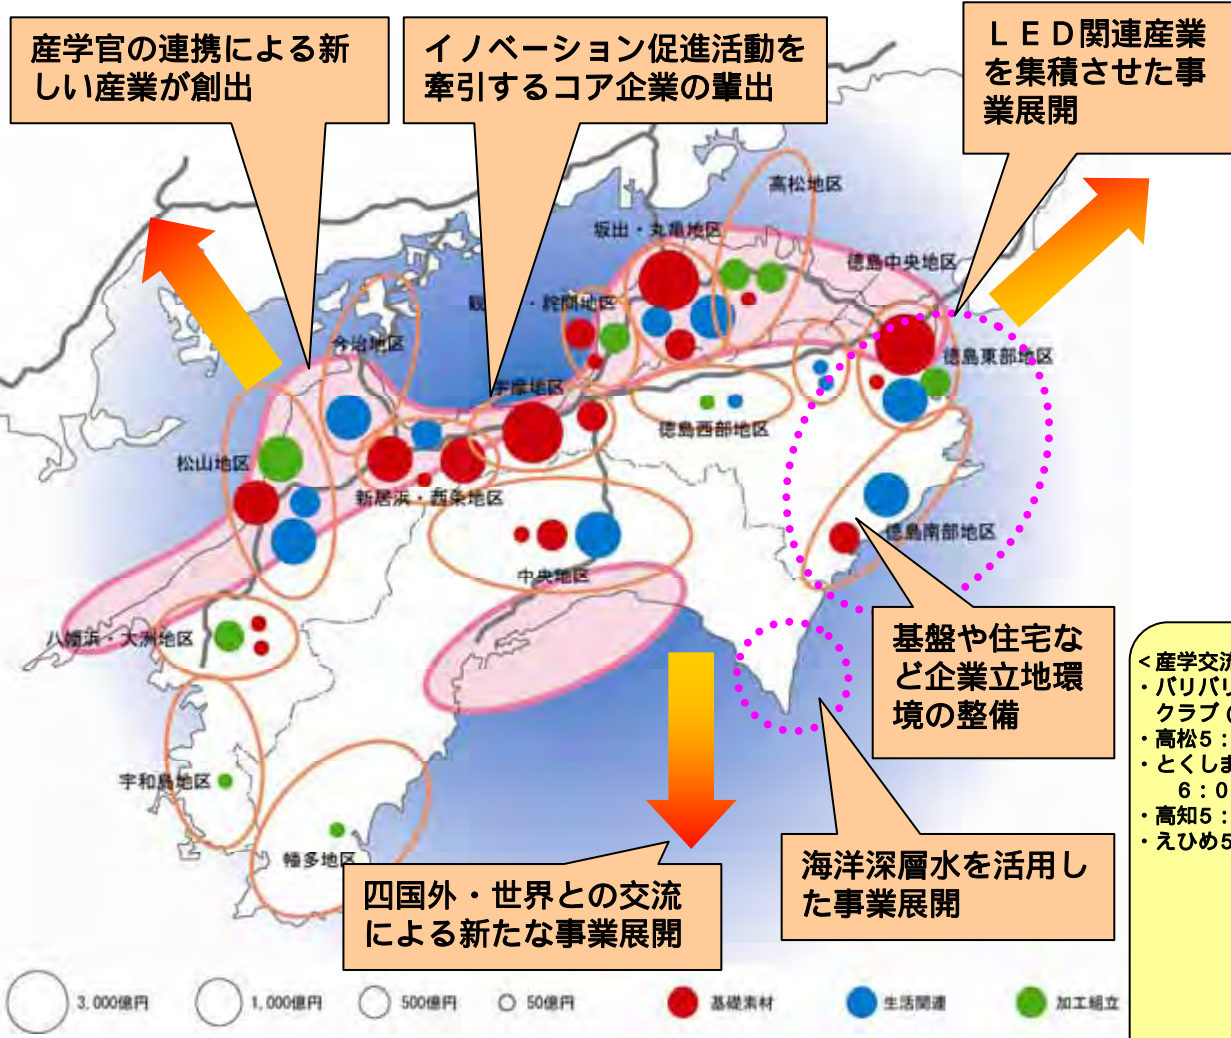 産学官の連携による新
しい産業が創出
イノベーション促進活動を
牽引するコア企業の輩出
ＬＥＤ関連産業
を集積させた事
業展開
高松地区
坂出・丸亀地区
徳島中央地区
観
・詫間地区
今治地区
徳島東部地区
宇摩地区
徳島西部地区
松山地区
新居浜・西条地区
徳島南部地区
中央地区
八幡浜・大洲地区
基盤や住宅な
ど企業立地環
境の整備
＜産学交流
・バリバリ
クラブ（
・高松5：
・とくしま
6：0
・高知5：
・えひめ5
宇和島地区
幡多地区
海洋深層水を活用し
た事業展開
四国外・世界との交流
による新たな事業展開
3,000億円
1,000億円
500億円
50億円
基礎素材
生活関連
加工組立